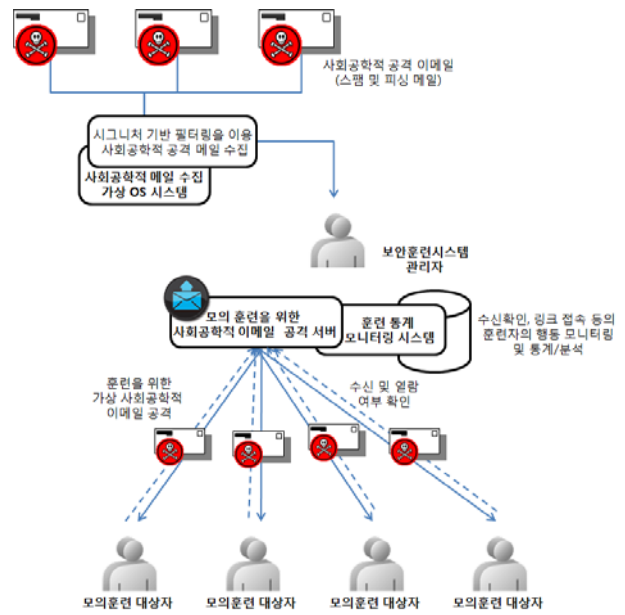 사회공학적 공격 이메일
(스팸 및 피싱 메일)
시그니처 기반 필터링을 이용
사회공학적 공격 메일 수집
사회공학적 메일 수집
가상 OS 시스템
보안훈련시스템
관리자
모의 훈련을 위한
사회공학적 이메일 공격 서버
훈련 통계
모니터링 시스템
수신확인, 링크 접속 등의
훈련자의 행동 모니터링
및 통계/분석
훈련을 위한
가상 사회공학적
이메일 공격
수신 및 열람
여부 확인
모의훈련 대상자
모의훈련 대상자
모의훈련 대상자
모의훈련 대상자